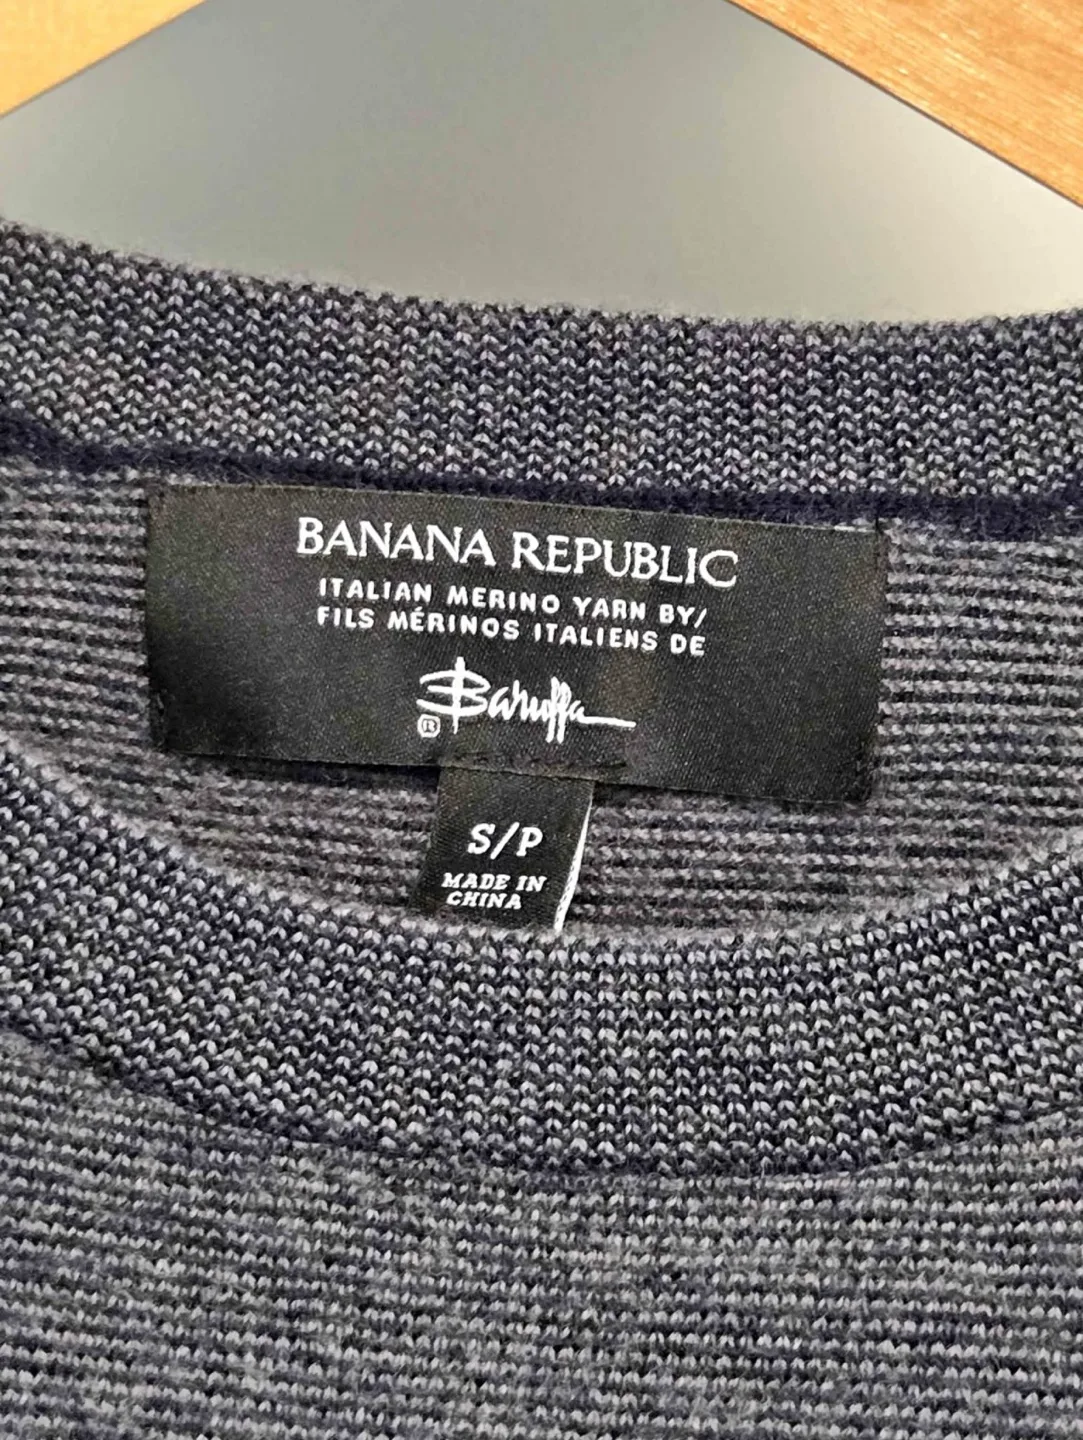 BANANA REPUBLIC
ITALIAN MERINO YARN BY/
FILS MÉRINOS ITALIENS DE
Baruffa
®
S/P
MADE IN
CHINA